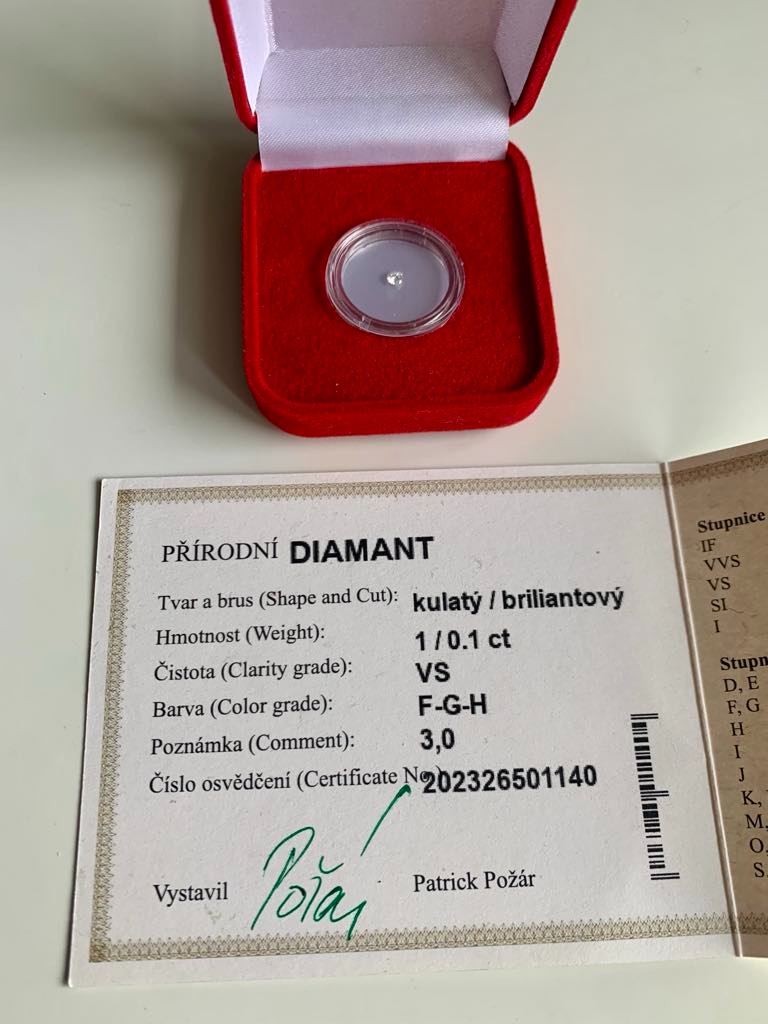 PŘÍRODNÍ DIAMANT
Tvar a brus (Shape and Cut): kulatý / briliantový
Hmotnost (Weight): 1 / 0.1 ct
Čistota (Clarity grade): VS
Barva (Color grade): F-G-H
Poznámka (Comment): 3,0
Číslo osvědčení (Certificate No.) 202326501140
Vystavil Požár Patrick Požár
Stupnice
IF
VVS
VS
SI
I
Stupn
D, E
F, G
H
I
J
K,
M,
O,
S